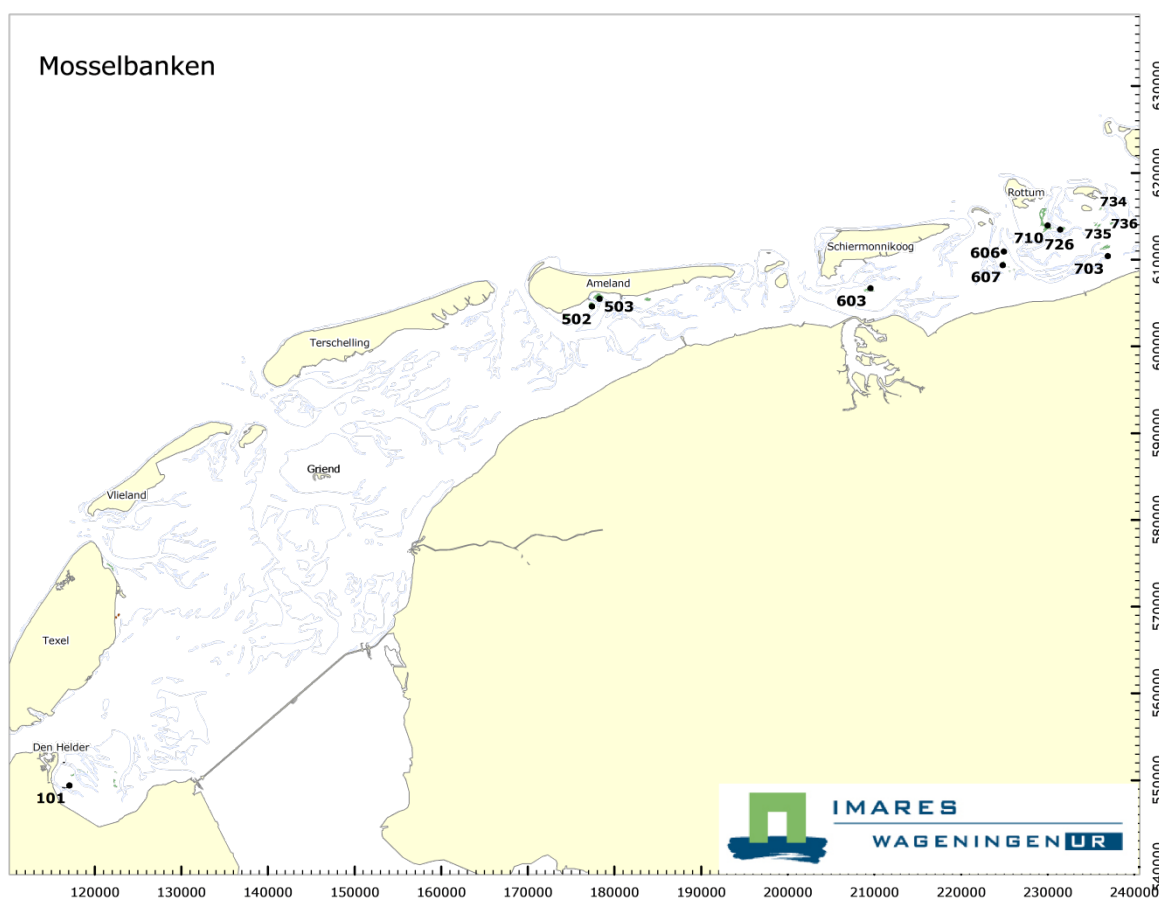 Mosselbanken
630000
620000
Rottum
734
736
735
710
726
610000
Schiermonnikoog
606
703
607
Ameland
603
503
502
600000
Terschelling
590000
Griend
Vlieland
580000
570000
Texel
560000
Den Helder
550000
101
IMARES
WAGENINGEN UR
540000
120000 130000 140000 150000 160000 170000 180000 190000 200000 210000 220000 230000 240000